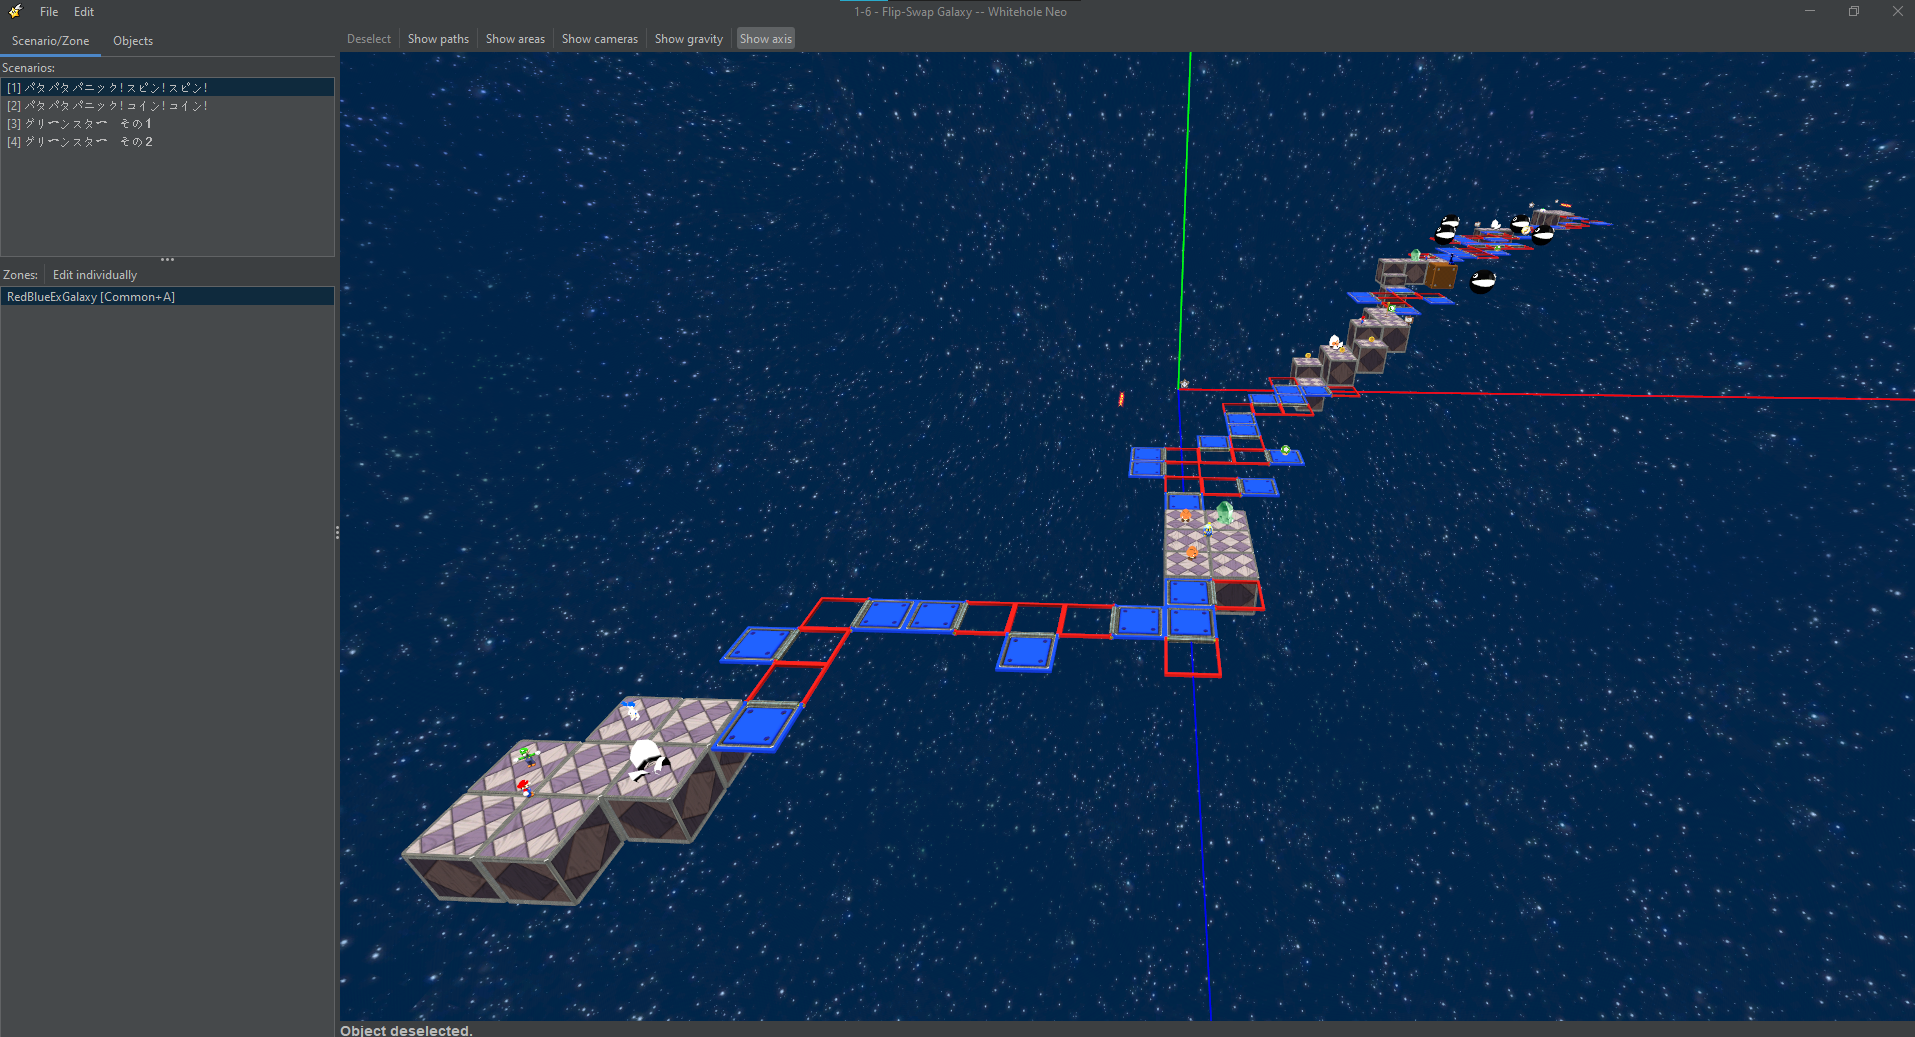 1-6 - Flip-Swap Galaxy -- Whitehole Neo
File Edit
Scenario/Zone Objects
Deselect Show paths Show areas Show cameras Show gravity Show axis
Scenarios:
[1] パタパタパニック!スピン!スピン!
[2] パタパタパニック!コイン!コイン!
[3] グリーンスター　その1
[4] グリーンスター　その2
Zones: Edit individually
RedBlueExGalaxy [Common+A]
Object deselected.